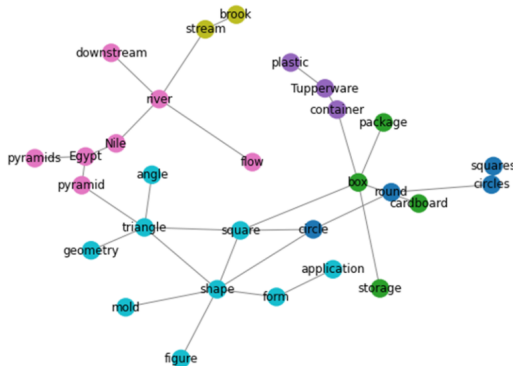 brook
stream
downstream
plastic
Tupperware
river
container
package
Nile
pyramids
Egypt
flow
squares
angle
box
pyramid
round
circles
cardboard
triangle
square
circle
geometry
application
shape
form
storage
mold
figure